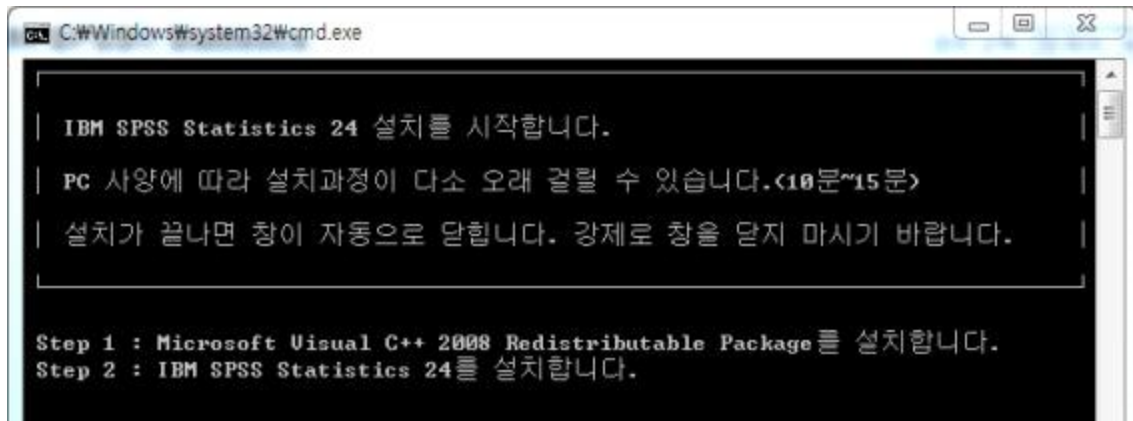 C:₩Windows₩system32₩cmd.exe
IBM SPSS Statistics 24 설치를 시작합니다.
PC 사양에 따라 설치과정이 다소 오래 걸릴 수 있습니다.<10분~15분>
설치가 끝나면 창이 자동으로 닫힙니다. 강제로 창을 닫지 마시기 바랍니다.
Step 1 : Microsoft Visual C++ 2008 Redistributable Package를 설치합니다.
Step 2 : IBM SPSS Statistics 24를 설치합니다.